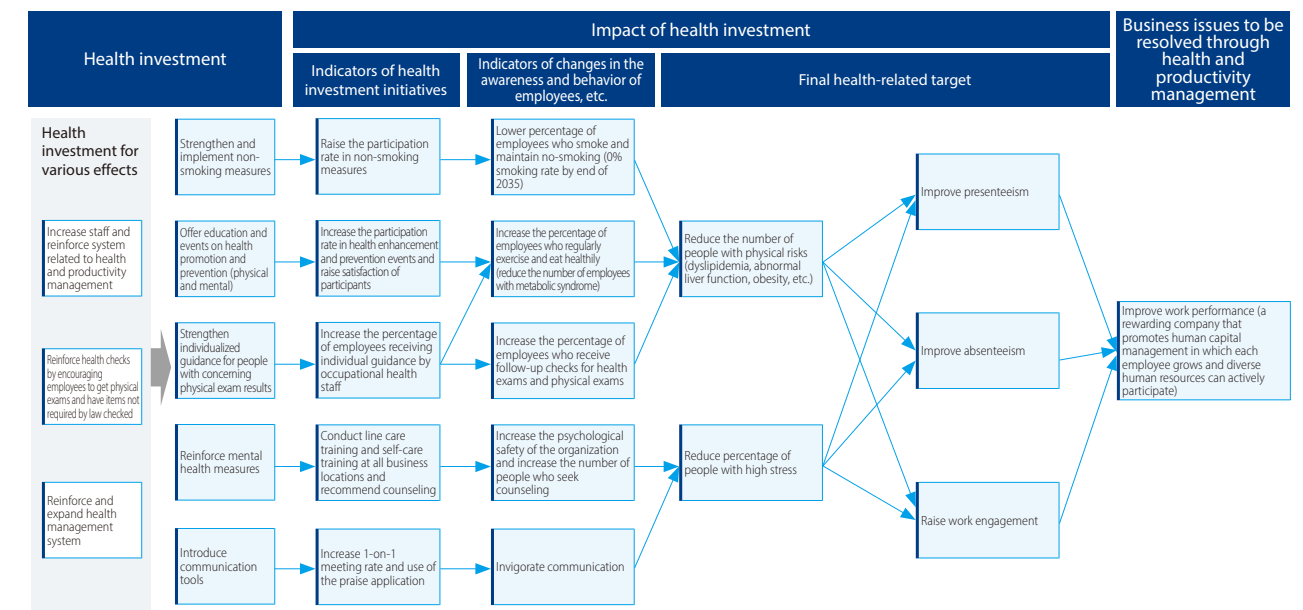 Health investment
Impact of health investment
Business issues to be
resolved through
health and
productivity
management
Indicators of health
investment initiatives
Indicators of changes in the
awareness and behavior of
employees, etc.
Final health-related target
Health
investment for
various effects
Increase staff and
reinforce system
related to health
and productivity
management
Reinforce health checks
by encouraging
employees to get physical
exams and have items not
required by law checked
Reinforce and
expand health
management
system
Strengthen and
implement non-
smoking measures
Raise the participation
rate in non-smoking
measures
Lower percentage of
employees who smoke and
maintain no-smoking (0%
smoking rate by end of
2035)
Offer education and
events on health
promotion and
prevention (physical
and mental)
Increase the participation
rate in health enhancement
and prevention events and
raise satisfaction of
participants
Increase the percentage of
employees who regularly
exercise and eat healthily
(reduce the number of employees
with metabolic syndrome)
Strengthen
individualized
guidance for people
with concerning
physical exam results
Increase the percentage
of employees receiving
individual guidance by
occupational health
staff
Increase the percentage of
employees who receive
follow-up checks for health
exams and physical exams
Reinforce mental
health measures
Conduct line care
training and self-care
training at all business
locations and
recommend counseling
Increase the psychological
safety of the organization
and increase the number of
people who seek
counseling
Introduce
communication
tools
Increase 1-on-1
meeting rate and use of
the praise application
Invigorate communication
Reduce the number of
people with physical risks
(dyslipidemia, abnormal
liver function, obesity, etc.)
Reduce percentage of
people with high stress
Improve presenteeism
Improve absenteeism
Raise work engagement
Improve work performance (a
rewarding company that
promotes human capital
management in which each
employee grows and diverse
human resources can actively
participate)